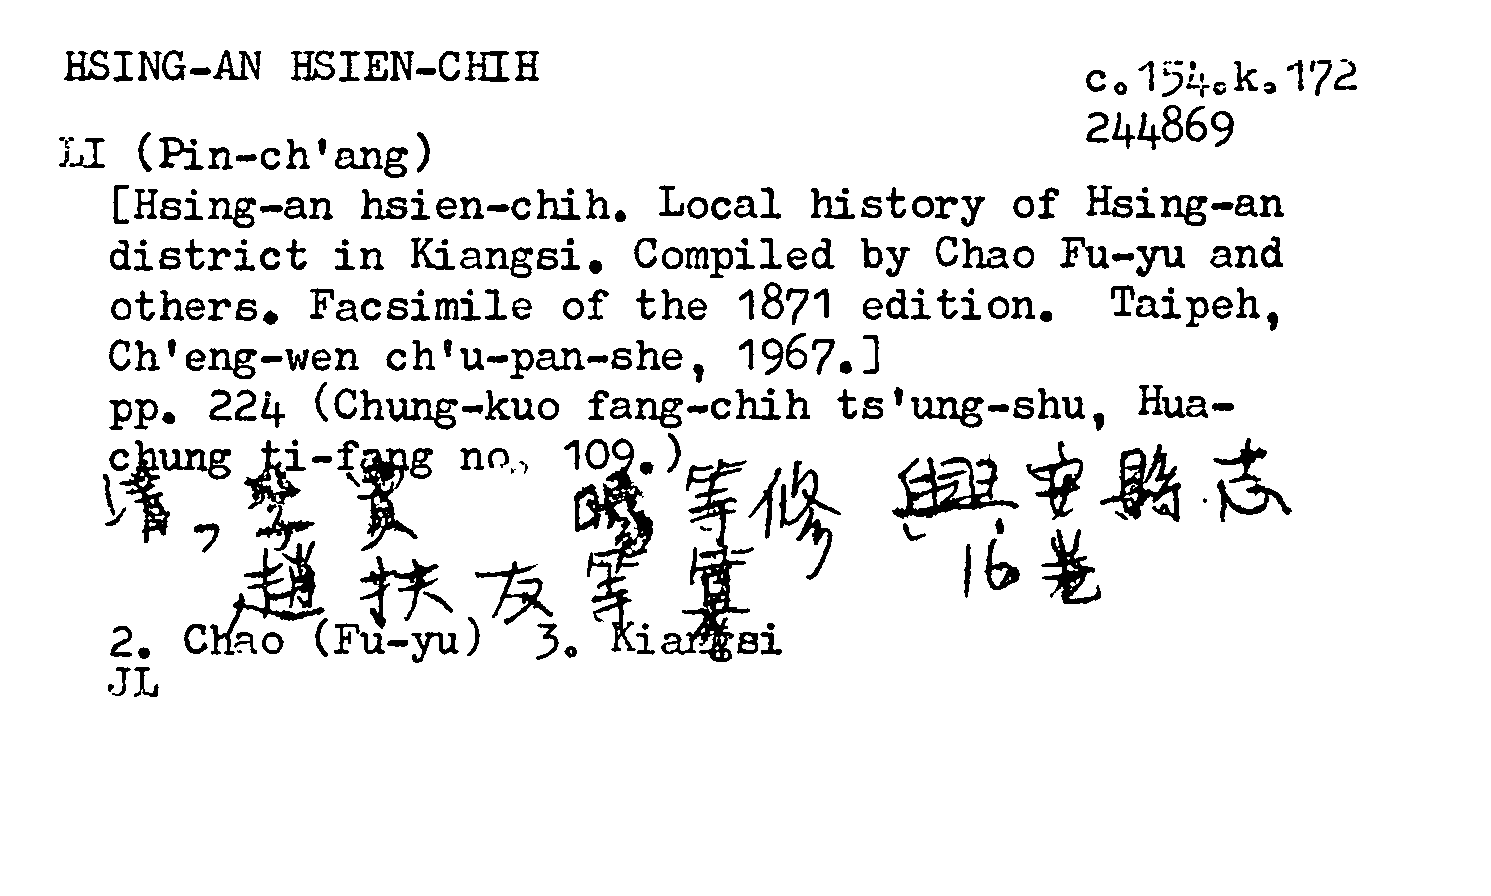 HSING-AN HSIEN-CHIH
c.154.k.172
244869
LI (Pin-ch'ang)
[Hsing-an hsien-chih. Local history of Hsing-an
district in Kiangsi. Compiled by Chao Fu-yu and
others. Facsimile of the 1871 edition. Taipeh,
Ch'eng-wen ch'u-pan-she, 1967.]
pp. 224 (Chung-kuo fang-chih ts'ung-shu, Hua-
chung ti-fang no. 109.)
清, 李賓暘等修 興安縣志
趙扶友等纂 16卷
2. Chao (Fu-yu) 3. Kiangsi
JL